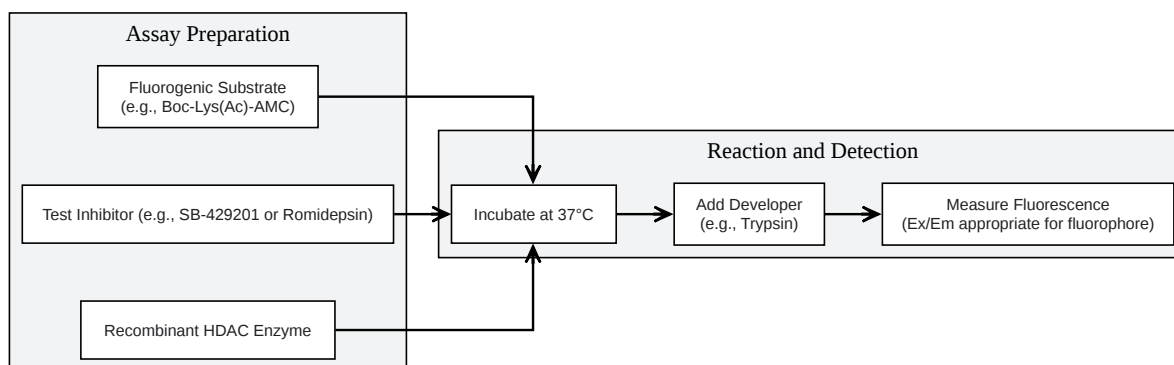 Assay Preparation
Fluorogenic Substrate
(e.g., Boc-Lys(Ac)-AMC)
Test Inhibitor (e.g., SB-429201 or Romidepsin)
Recombinant HDAC Enzyme
Reaction and Detection
Incubate at 37°C
Add Developer
(e.g., Trypsin)
Measure Fluorescence
(Ex/Em appropriate for fluorophore)